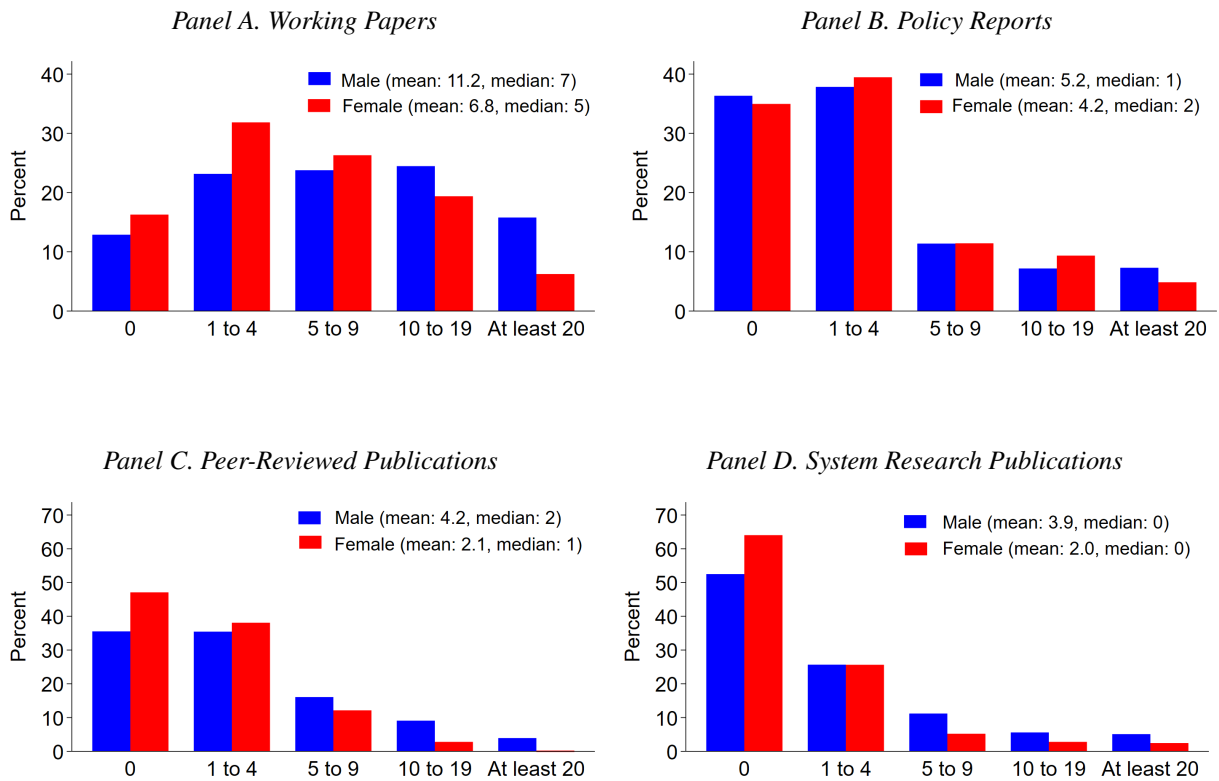 Panel A. Working Papers
Percent
40
30
20
10
0
Male (mean: 11.2, median: 7)
Female (mean: 6.8, median: 5)
0 1 to 4 5 to 9 10 to 19 At least 20
Panel B. Policy Reports
Percent
40
30
20
10
0
Male (mean: 5.2, median: 1)
Female (mean: 4.2, median: 2)
0 1 to 4 5 to 9 10 to 19 At least 20
Panel C. Peer-Reviewed Publications
Percent
70
60
50
40
30
20
10
0
Male (mean: 4.2, median: 2)
Female (mean: 2.1, median: 1)
0 1 to 4 5 to 9 10 to 19 At least 20
Panel D. System Research Publications
Percent
70
60
50
40
30
20
10
0
Male (mean: 3.9, median: 0)
Female (mean: 2.0, median: 0)
0 1 to 4 5 to 9 10 to 19 At least 20